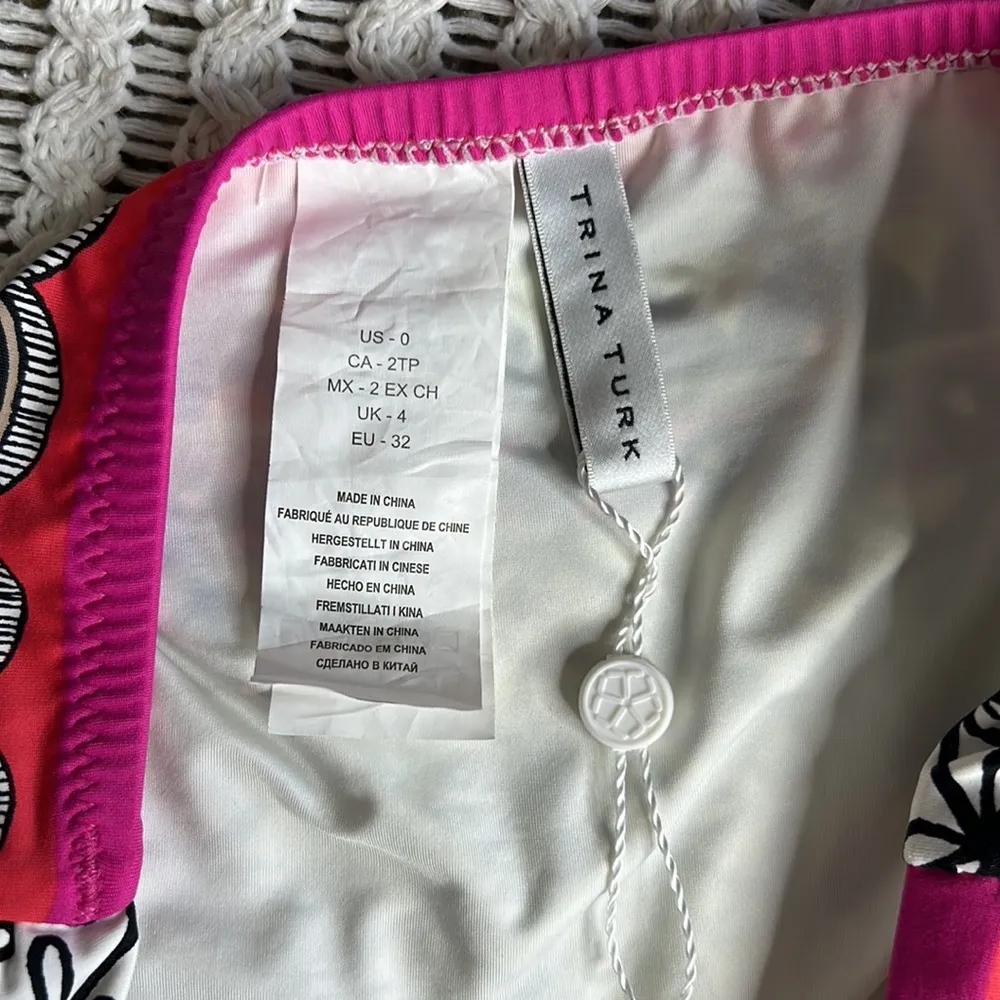 US - 0
CA - 2TP
MX - 2 EX CH
UK - 4
EU - 32
MADE IN CHINA
FABRIQUÉ AU REPUBLIQUE DE CHINE
HERGESTELLT IN CHINA
FABBRICATI IN CINESE
HECHO EN CHINA
FREMSTILLATI I KINA
MAAKTEN IN CHINA
FABRICADO EM CHINA
СДЕЛАНО В КИТАЙ
TRINA TURK